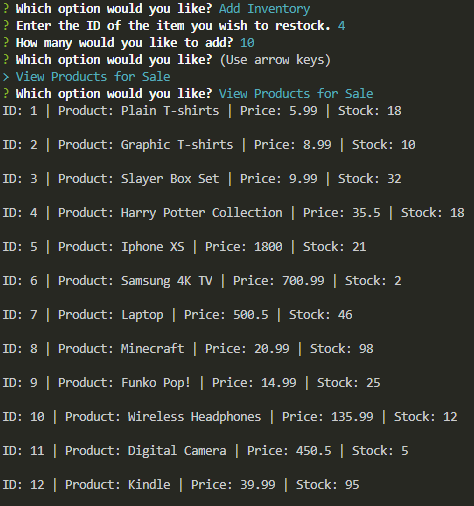 ? Which option would you like? Add Inventory
? Enter the ID of the item you wish to restock. 4
? How many would you like to add? 10
? Which option would you like? (Use arrow keys)
> View Products for Sale
? Which option would you like? View Products for Sale
ID: 1 | Product: Plain T-shirts | Price: 5.99 | Stock: 18
ID: 2 | Product: Graphic T-shirts | Price: 8.99 | Stock: 10
ID: 3 | Product: Slayer Box Set | Price: 9.99 | Stock: 32
ID: 4 | Product: Harry Potter Collection | Price: 35.5 | Stock: 18
ID: 5 | Product: Iphone XS | Price: 1800 | Stock: 21
ID: 6 | Product: Samsung 4K TV | Price: 700.99 | Stock: 2
ID: 7 | Product: Laptop | Price: 500.5 | Stock: 46
ID: 8 | Product: Minecraft | Price: 20.99 | Stock: 98
ID: 9 | Product: Funko Pop! | Price: 14.99 | Stock: 25
ID: 10 | Product: Wireless Headphones | Price: 135.99 | Stock: 12
ID: 11 | Product: Digital Camera | Price: 450.5 | Stock: 5
ID: 12 | Product: Kindle | Price: 39.99 | Stock: 95